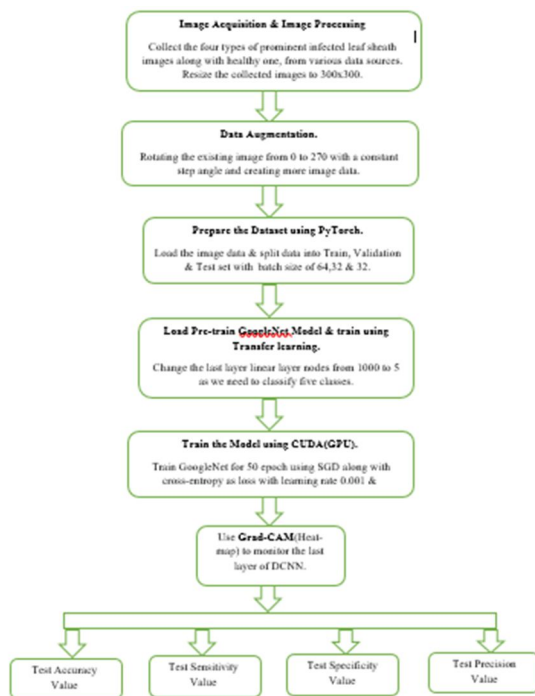 Image Acquisition & Image Processing
Collect the four types of prominent infected leaf sheath
images along with healthy one, from various data sources.
Resize the collected images to 300x300.
Data Augmentation.
Rotating the existing image from 0 to 270 with a constant
step angle and creating more image data.
Prepare the Dataset using PyTorch.
Load the image data & split data into Train, Validation
& Test set with batch size of 64,32 & 32.
Load Pre-train GoogleNet Model & train using
Transfer learning.
Change the last layer linear layer nodes from 1000 to 5
as we need to classify five classes.
Train the Model using CUDA(GPU).
Train GoogleNet for 50 epoch using SGD along with
cross-entropy as loss with learning rate 0.001 &
Use Grad-CAM(Heat-
map) to monitor the last
layer of DCNN.
Test Accuracy
Value
Test Sensitivity
Value
Test Specificity
Value
Test Precision
Value